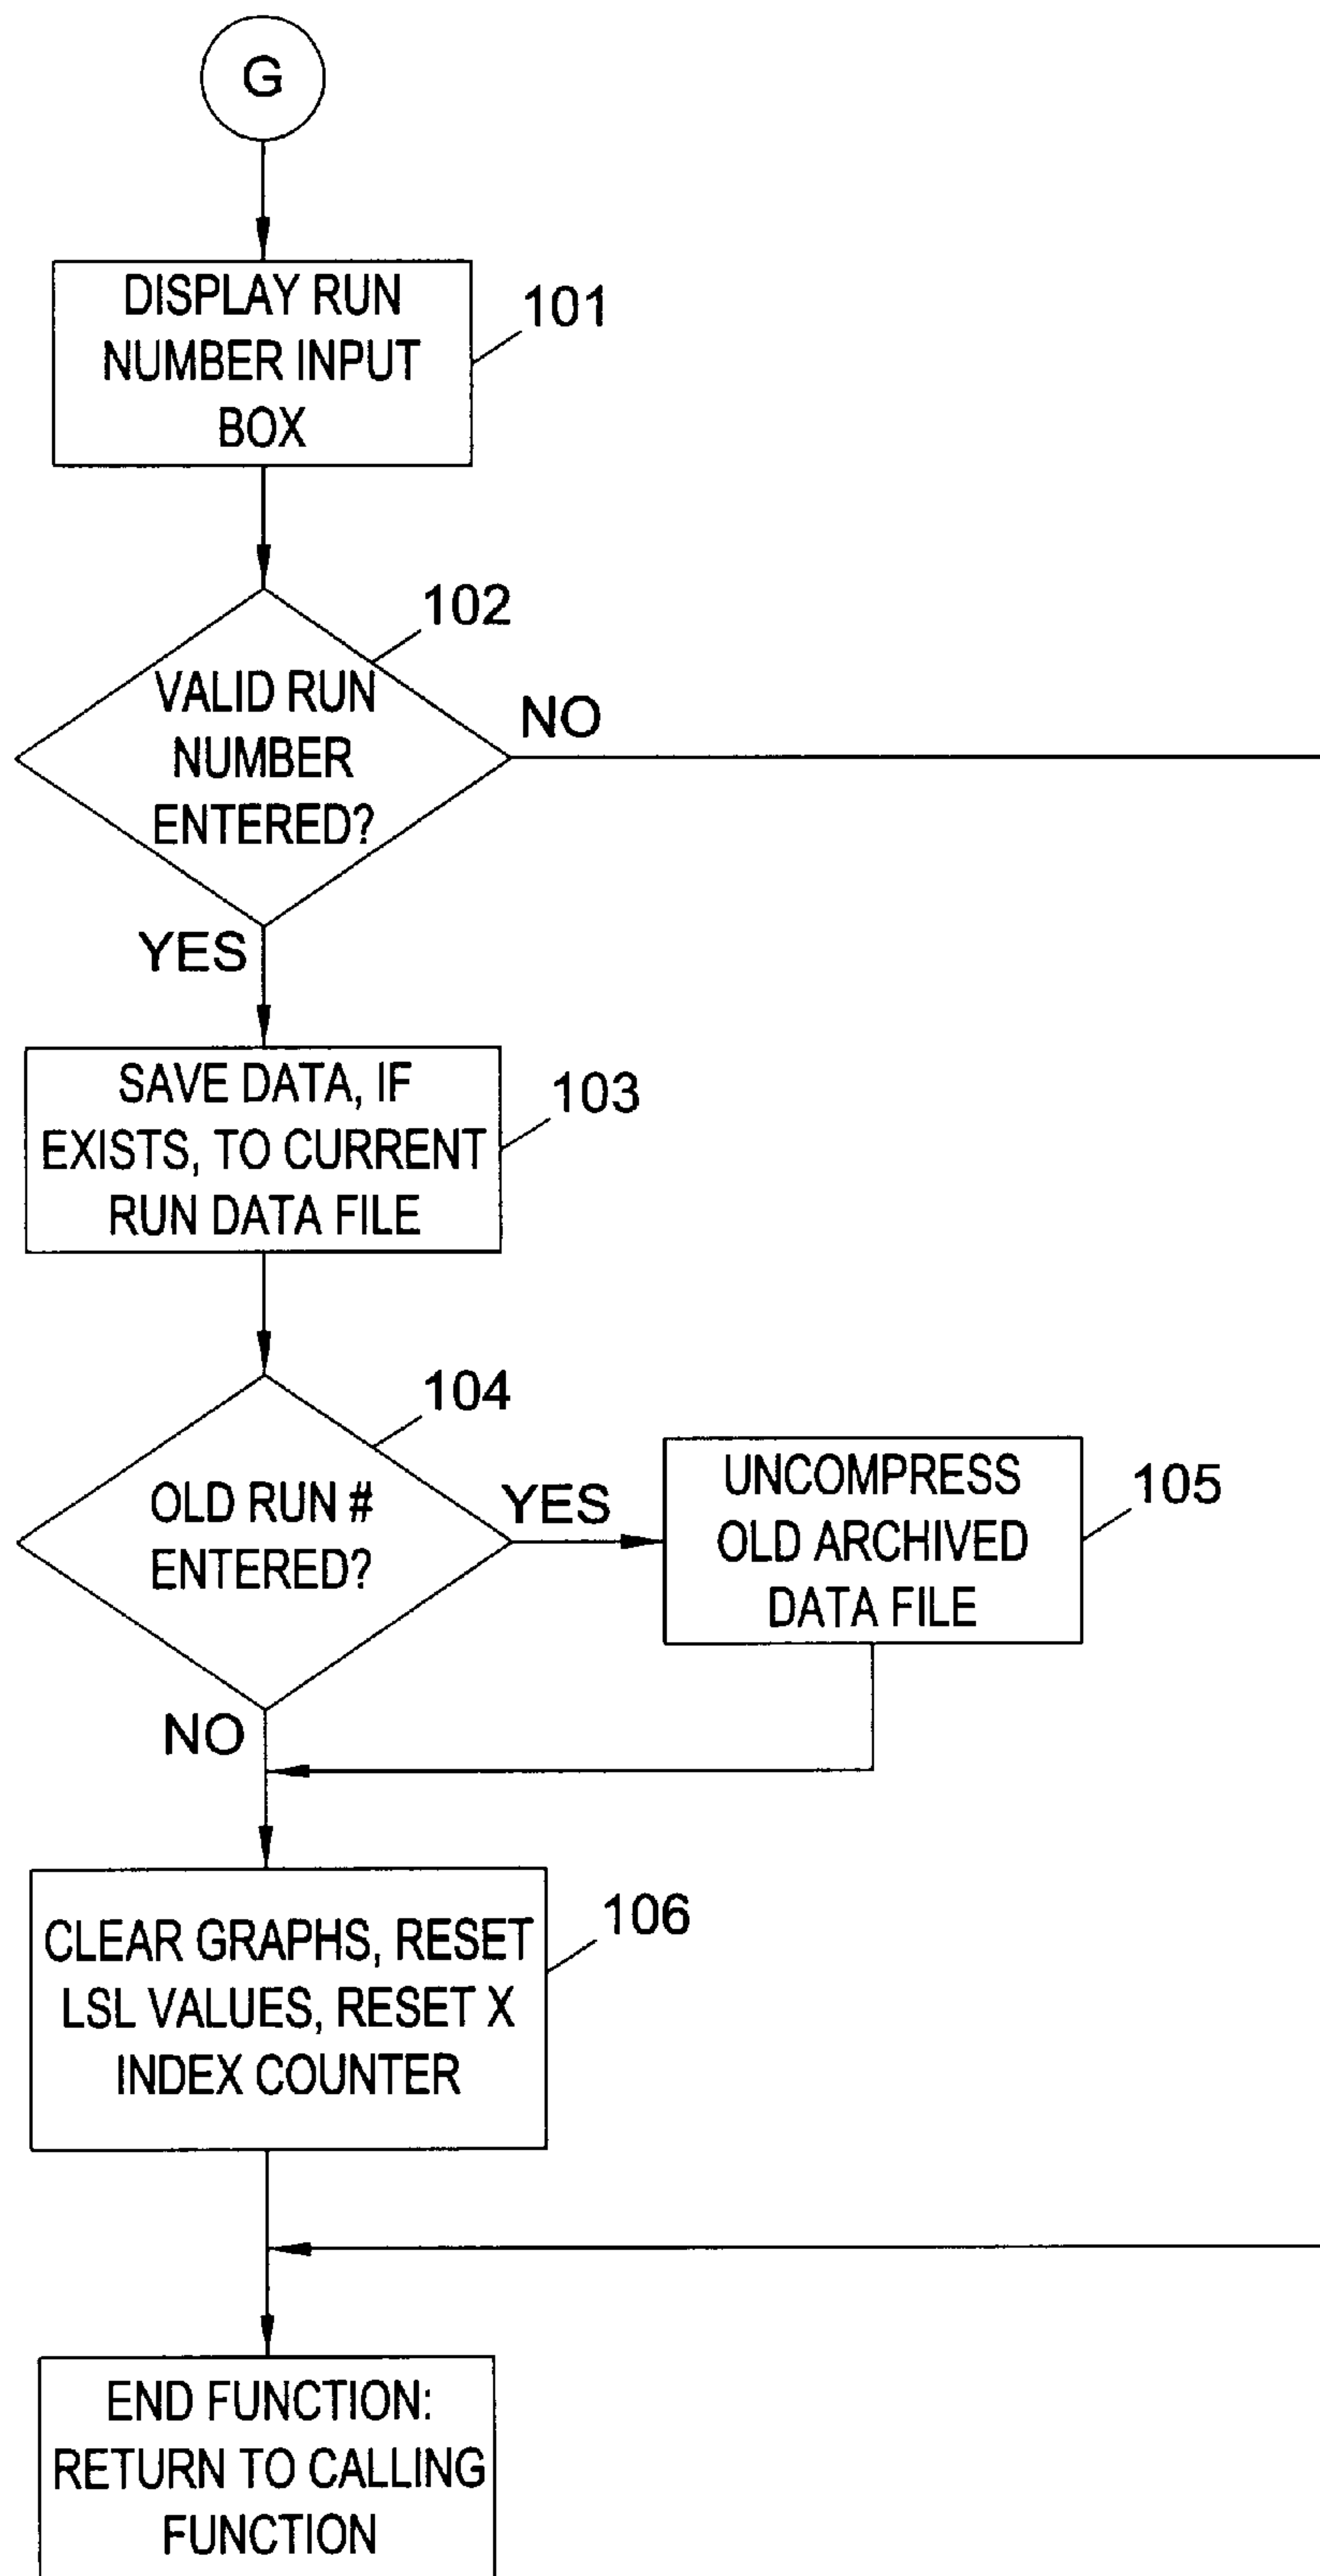 G
DISPLAY RUN
NUMBER INPUT
BOX
101
VALID RUN
NUMBER
ENTERED?
102
NO
YES
SAVE DATA, IF
EXISTS, TO CURRENT
RUN DATA FILE
103
OLD RUN #
ENTERED?
104
YES
UNCOMPRESS
OLD ARCHIVED
DATA FILE
105
NO
CLEAR GRAPHS, RESET
LSL VALUES, RESET X
INDEX COUNTER
106
END FUNCTION:
RETURN TO CALLING
FUNCTION